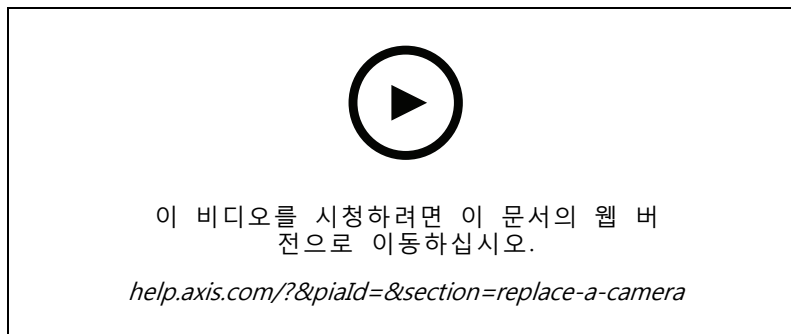 이 비디오를 시청하려면 이 문서의 웹 버
전으로 이동하십시오.
help.axis.com/?&piaId=&section=replace-a-camera